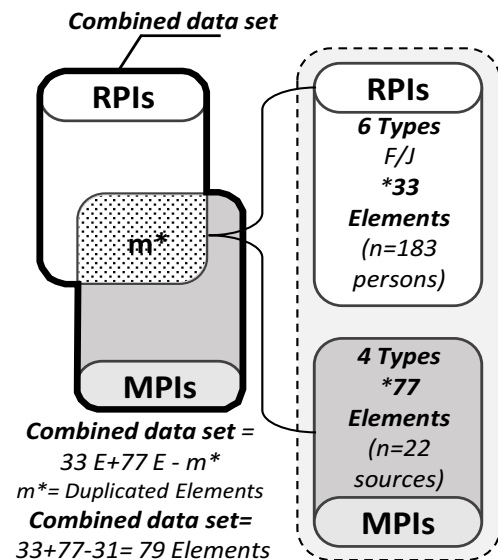 Combined data set
RPIs
m*
MPIs
Combined data set =
33 E+77 E - m*
m*= Duplicated Elements
Combined data set=
33+77-31= 79 Elements
RPIs
6 Types
F/J
*33
Elements
(n=183
persons)
4 Types
*77
Elements
(n=22
sources)
MPIs